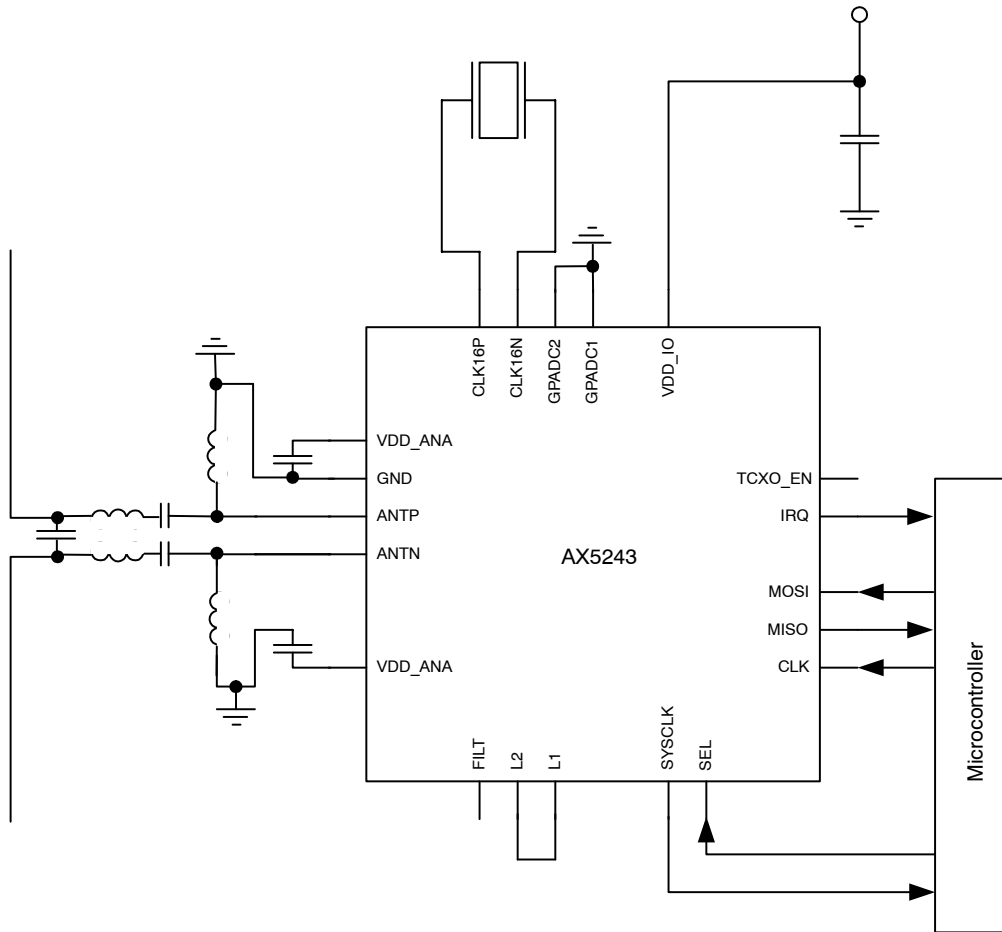 CLK16P
CLK16N
GPADC2
GPADC1
VDD_IO
VDD_ANA
GND
ANTP
ANTN
VDD_ANA
AX5243
TCXO_EN
IRQ
MOSI
MISO
CLK
FILT
L2
L1
SYSCLK
SEL
Microcontroller